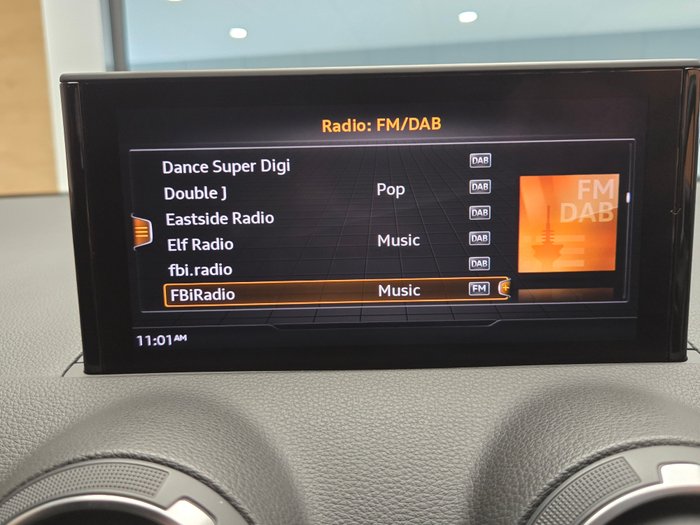 Radio: FM/DAB
Dance Super Digi DAB
Double J Pop DAB
Eastside Radio DAB
Elf Radio Music DAB
fbi.radio DAB
FBiRadio Music FM
FM
DAB
11:01AM